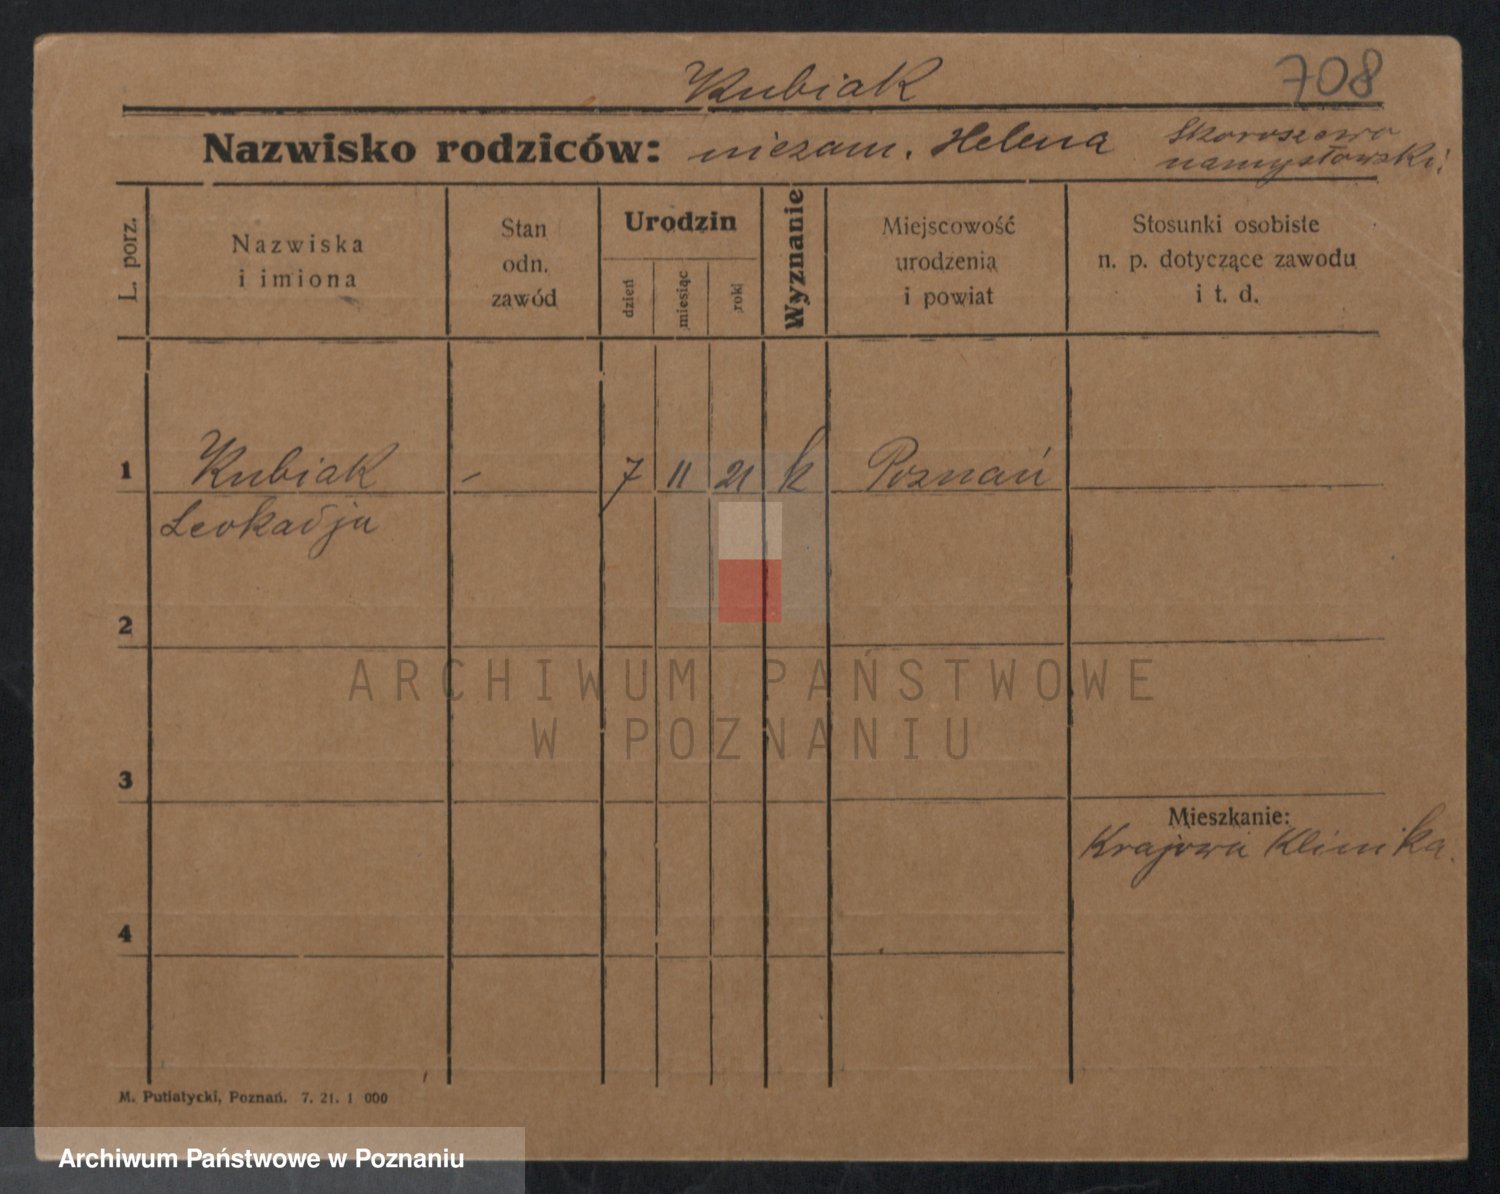 Kubiak 708
Nazwisko rodziców: niezam. Helena Skoroszewo
namysłowski
L. porz.
Nazwiska
i imiona
Stan
odn.
zawód
Urodzin
dzień
miesiąc
rok
Wyznanie
Miejscowość
urodzenia
i powiat
Stosunki osobiste
n. p. dotyczące zawodu
i t. d.
1 Kubiak - 7 11 21 k Poznań
Leokadja
2
ARCHIWUM PAŃSTWOWE
W POZNANIU
3
Mieszkanie:
Krajowa Klinika.
4
M. Putiatycki, Poznań. 7. 21. 1 000
Archiwum Państwowe w Poznaniu